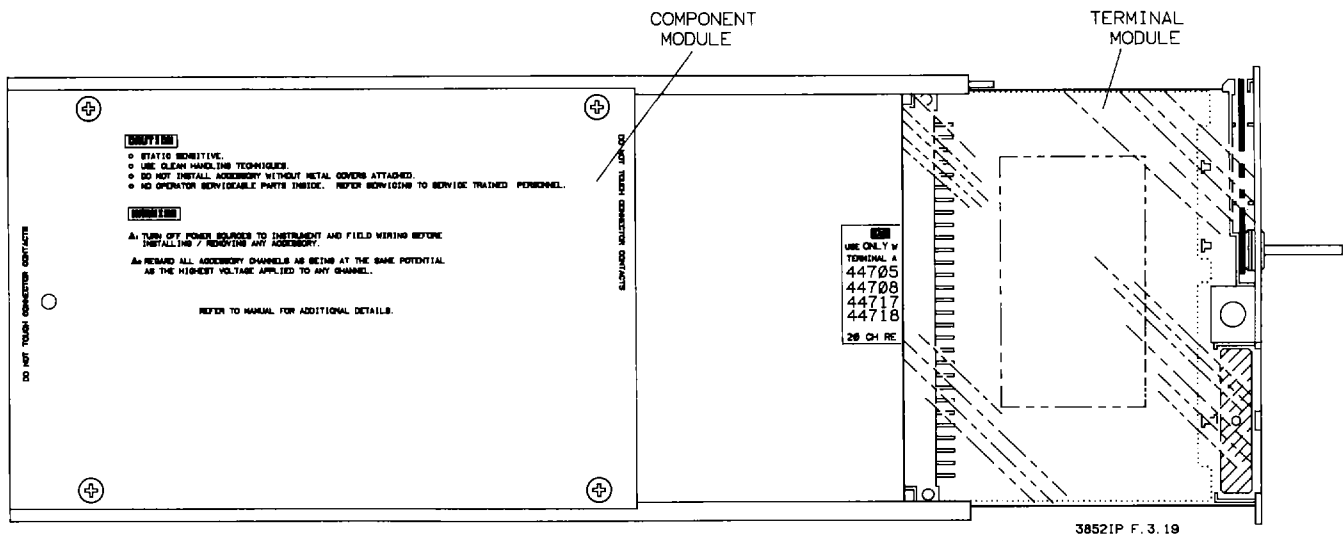 COMPONENT
MODULE
TERMINAL
MODULE
CAUTION
o STATIC SENSITIVE.
o USE CLEAN HANDLING TECHNIQUES.
o DO NOT INSTALL ACCESSORY WITHOUT METAL COVERS ATTACHED.
o NO OPERATOR SERVICEABLE PARTS INSIDE. REFER SERVICING TO SERVICE TRAINED PERSONNEL.
WARNING
TURN OFF POWER SOURCES TO INSTRUMENT AND FIELD WIRING BEFORE
INSTALLING / REMOVING ANY ACCESSORY.
REGARD ALL ACCESSORY CHANNELS AS BEING AT THE SAME POTENTIAL
AS THE HIGHEST VOLTAGE APPLIED TO ANY CHANNEL.
REFER TO MANUAL FOR ADDITIONAL DETAILS.
DO NOT TOUCH CONNECTOR CONTACTS
DO NOT TOUCH CONNECTOR CONTACTS
USE ONLY W
TERMINAL A
44705
44708
44717
44718
20 CH RE
3852IP F.3.19